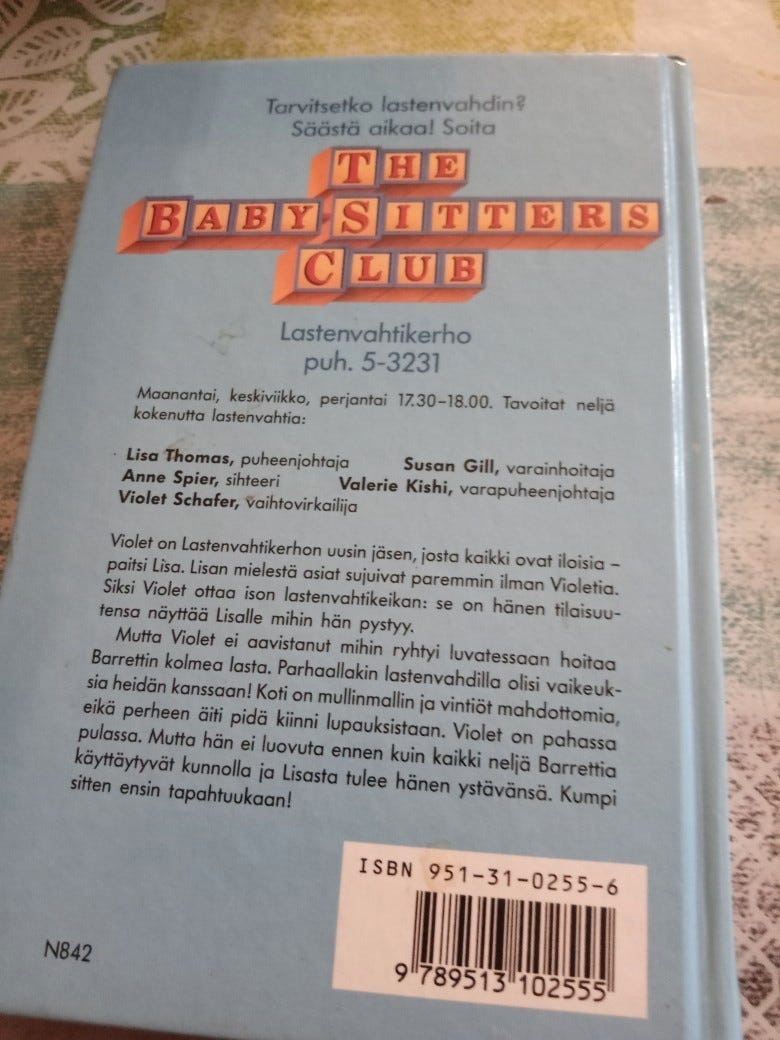 Tarvitsetko lastenvahdin?
Säästä aikaa! Soita
THE
BABY SITTERS
CLUB
Lastenvahtikerho
puh. 5-3231
Maanantai, keskiviikko, perjantai 17.30–18.00. Tavoitat neljä
kokenutta lastenvahtia:
Lisa Thomas, puheenjohtaja Susan Gill, varainhoitaja
Anne Spier, sihteeri Valerie Kishi, varapuheenjohtaja
Violet Schafer, vaihtovirkailija
Violet on Lastenvahtikerhon uusin jäsen, josta kaikki ovat iloisia –
paitsi Lisa. Lisan mielestä asiat sujuivat paremmin ilman Violetia.
Siksi Violet ottaa ison lastenvahtikeikan: se on hänen tilaisuu-
tensa näyttää Lisalle mihin hän pystyy.
Mutta Violet ei aavistanut mihin ryhtyi luvatessaan hoitaa
Barrettin kolmea lasta. Parhaallakin lastenvahdilla olisi vaikeuk-
sia heidän kanssaan! Koti on mullinmallin ja vintiöt mahdottomia,
eikä perheen äiti pidä kiinni lupauksistaan. Violet on pahassa
pulassa. Mutta hän ei luovuta ennen kuin kaikki neljä Barrettia
käyttäytyvät kunnolla ja Lisasta tulee hänen ystävänsä. Kumpi
sitten ensin tapahtuukaan!
ISBN 951-31-0255-6
9 789513 102555
N842